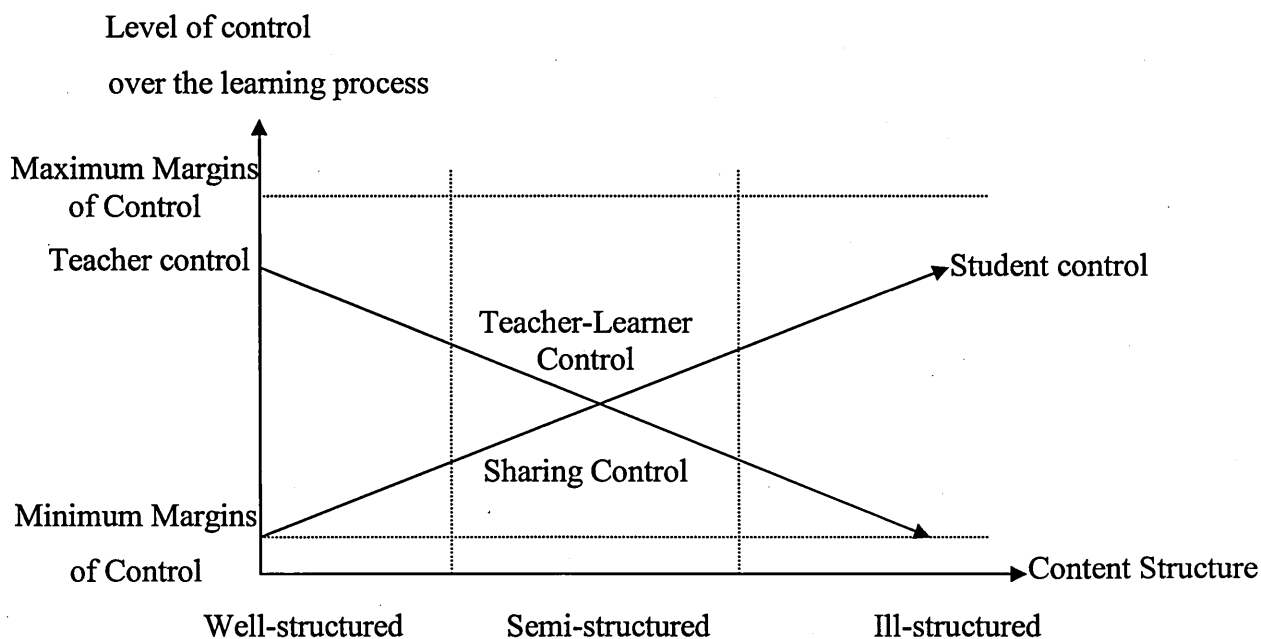 Level of control
over the learning process
Maximum Margins
of Control
Teacher control
Student control
Teacher-Learner
Control
Sharing Control
Minimum Margins
of Control
Content Structure
Well-structured
Semi-structured
Ill-structured